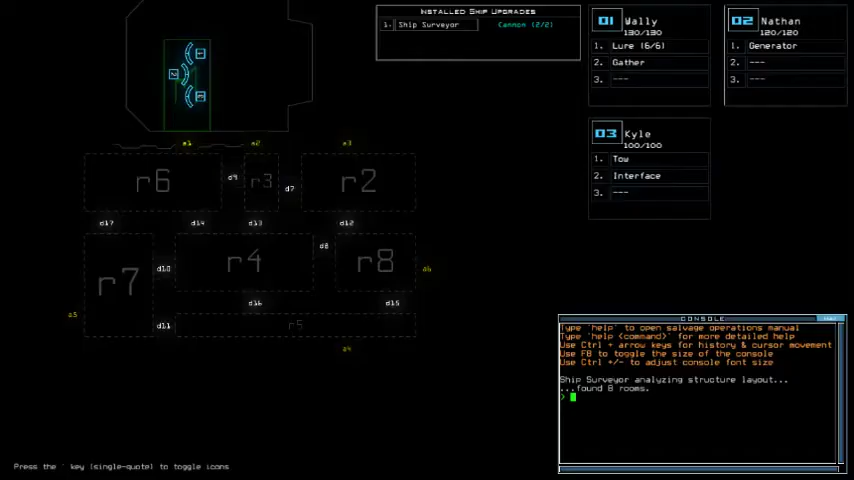 INSTALLED SHIP UPGRADES
1. Ship Surveyor Cammon (2/2)
01 Wally
130/130
1. Lure (6/6)
2. Gather
3. ---
02 Nathan
120/120
1. Generator
2. ---
3. ---
03 Kyle
100/100
1. Tow
2. Interface
3. ---
1
2
3
a1 a2 a3
r6 d9 r3 d7 r2
d17 d14 d13 d12
r7 d10 r4 d8 r8 a6
d16 d15
a5 d11 r5
a4
CONSOLE
Type 'help' to open salvage operations manual
Type 'help <command>' for more detailed help
Use Ctrl + arrow keys for history & cursor movement
Use F8 to toggle the size of the console
Use Ctrl +/- to adjust console font size
Ship Surveyor analyzing structure layout...
...found 8 rooms.
>
Press the ` key (single-quote) to toggle icons